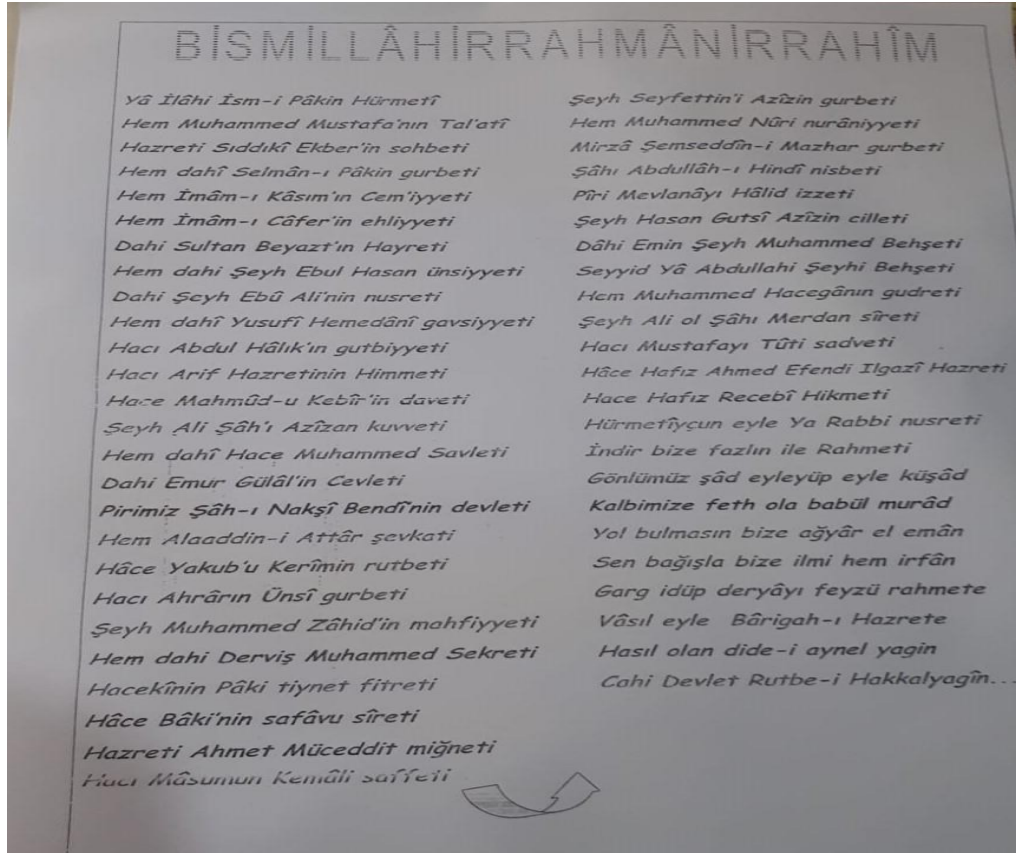 BİSMİLLÂHİRRAHMÂNİRRAHÎM
Yâ İlâhi İsm-i Pâkin Hürmetî
Hem Muhammed Mustafa'nın Tal'atî
Hazreti Sıddıkî Ekber'in sohbeti
Hem dahî Selmân-ı Pâkin gurbeti
Hem İmâm-ı Kâsım'ın Cem'iyyeti
Hem İmâm-ı Câfer'in ehliyyeti
Dahi Sultan Beyazt'ın Hayreti
Hem dahi Şeyh Ebul Hasan ünsiyyeti
Dahi Şeyh Ebû Ali'nin nusreti
Hem dahî Yusufî Hemedânî gavsiyyeti
Hacı Abdul Hâlık'ın gutbiyyeti
Hacı Arif Hazretinin Himmeti
Hace Mahmûd-u Kebîr'in daveti
Şeyh Ali Şâh'ı Azîzan kuvveti
Hem dahî Hace Muhammed Savleti
Dahi Emur Gülâl'in Cevleti
Pirimiz Şâh-ı Nakşî Bendî'nin devleti
Hem Alaaddin-i Attâr şevkati
Hâce Yakub'u Kerîmin rutbeti
Hacı Ahrârın Ünsî gurbeti
Şeyh Muhammed Zâhid'in mahfiyyeti
Hem dahi Derviş Muhammed Sekreti
Hacekînin Pâki tiynet fitreti
Hâce Bâki'nin safâvu sîreti
Hazreti Ahmet Müceddit miğneti
Hacı Mâsumun Kemâli saffeti
Şeyh Seyfettin'i Azîzin gurbeti
Hem Muhammed Nûri nurâniyyeti
Mirzâ Şemseddîn-i Mazhar gurbeti
Şâhı Abdullâh-ı Hindî nisbeti
Pîri Mevlanâyı Hâlid izzeti
Şeyh Hasan Gutsî Azîzin cilleti
Dâhi Emin Şeyh Muhammed Behşeti
Seyyid Yâ Abdullahi Şeyhi Behşeti
Hem Muhammed Hacegânın gudreti
Şeyh Ali ol Şâhı Merdan sîreti
Hacı Mustafayı Tûti sadveti
Hâce Hafız Ahmed Efendi Ilgazî Hazreti
Hace Hafız Recebî Hikmeti
Hürmetîyçun eyle Ya Rabbi nusreti
İndir bize fazlın ile Rahmeti
Gönlümüz şâd eyleyüp eyle küşâd
Kalbimize feth ola babül murâd
Yol bulmasın bize ağyâr el emân
Sen bağışla bize ilmi hem irfân
Garg idüp deryâyı feyzü rahmete
Vâsıl eyle Bârigah-ı Hazrete
Hasıl olan dide-i aynel yagin
Cahi Devlet Rutbe-i Hakkalyagîn...